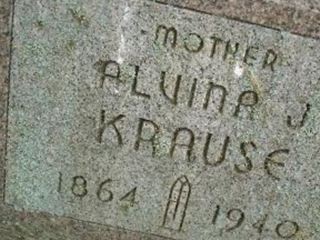 MOTHER
ALVINA J
KRAUSE
1864 1940